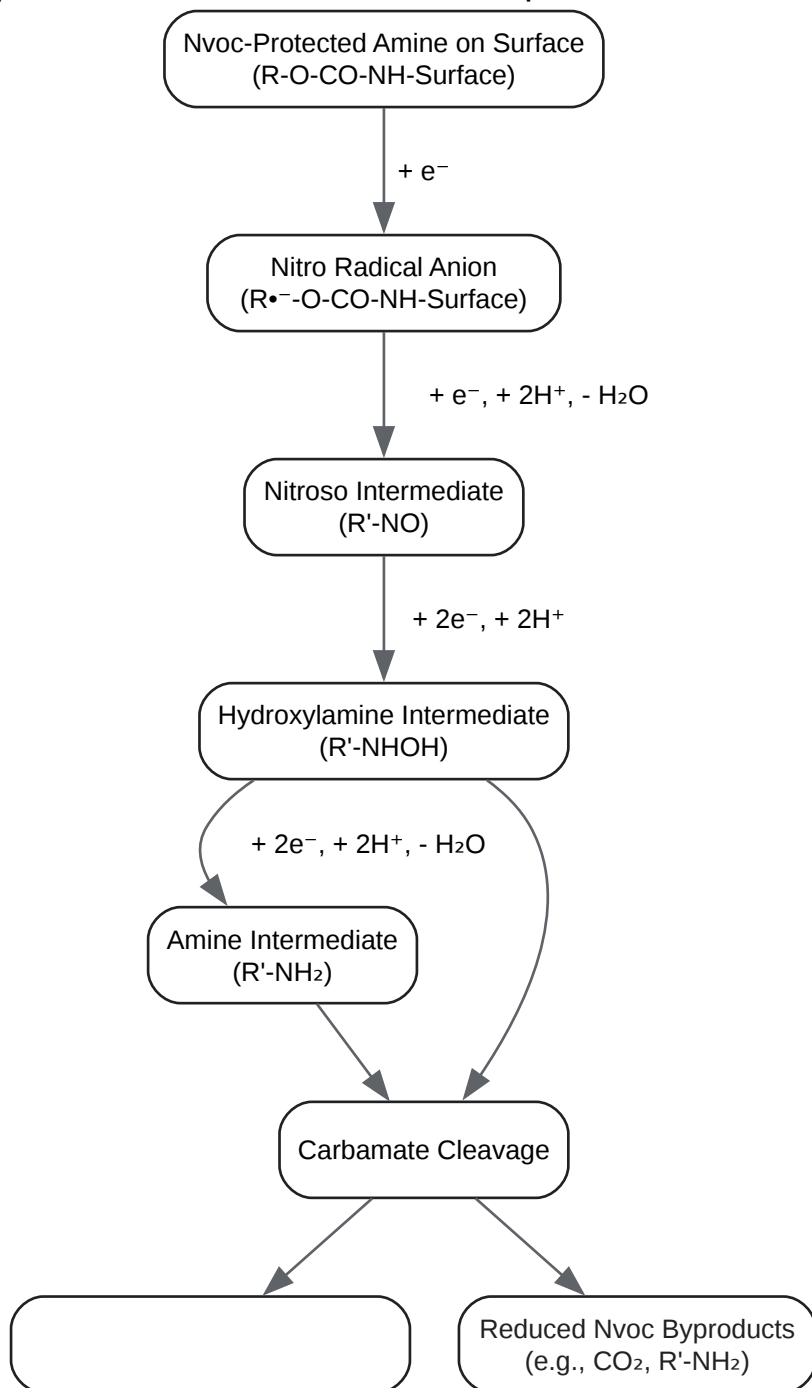 Nvoc-Protected Amine on Surface
(R-O-CO-NH-Surface)
+ e⁻
Nitro Radical Anion
(R•⁻-O-CO-NH-Surface)
+ e⁻, + 2H⁺, - H₂O
Nitroso Intermediate
(R'-NO)
+ 2e⁻, + 2H⁺
Hydroxylamine Intermediate
(R'-NHOH)
+ 2e⁻, + 2H⁺, - H₂O
Amine Intermediate
(R'-NH₂)
Carbamate Cleavage
Reduced Nvoc Byproducts
(e.g., CO₂, R'-NH₂)